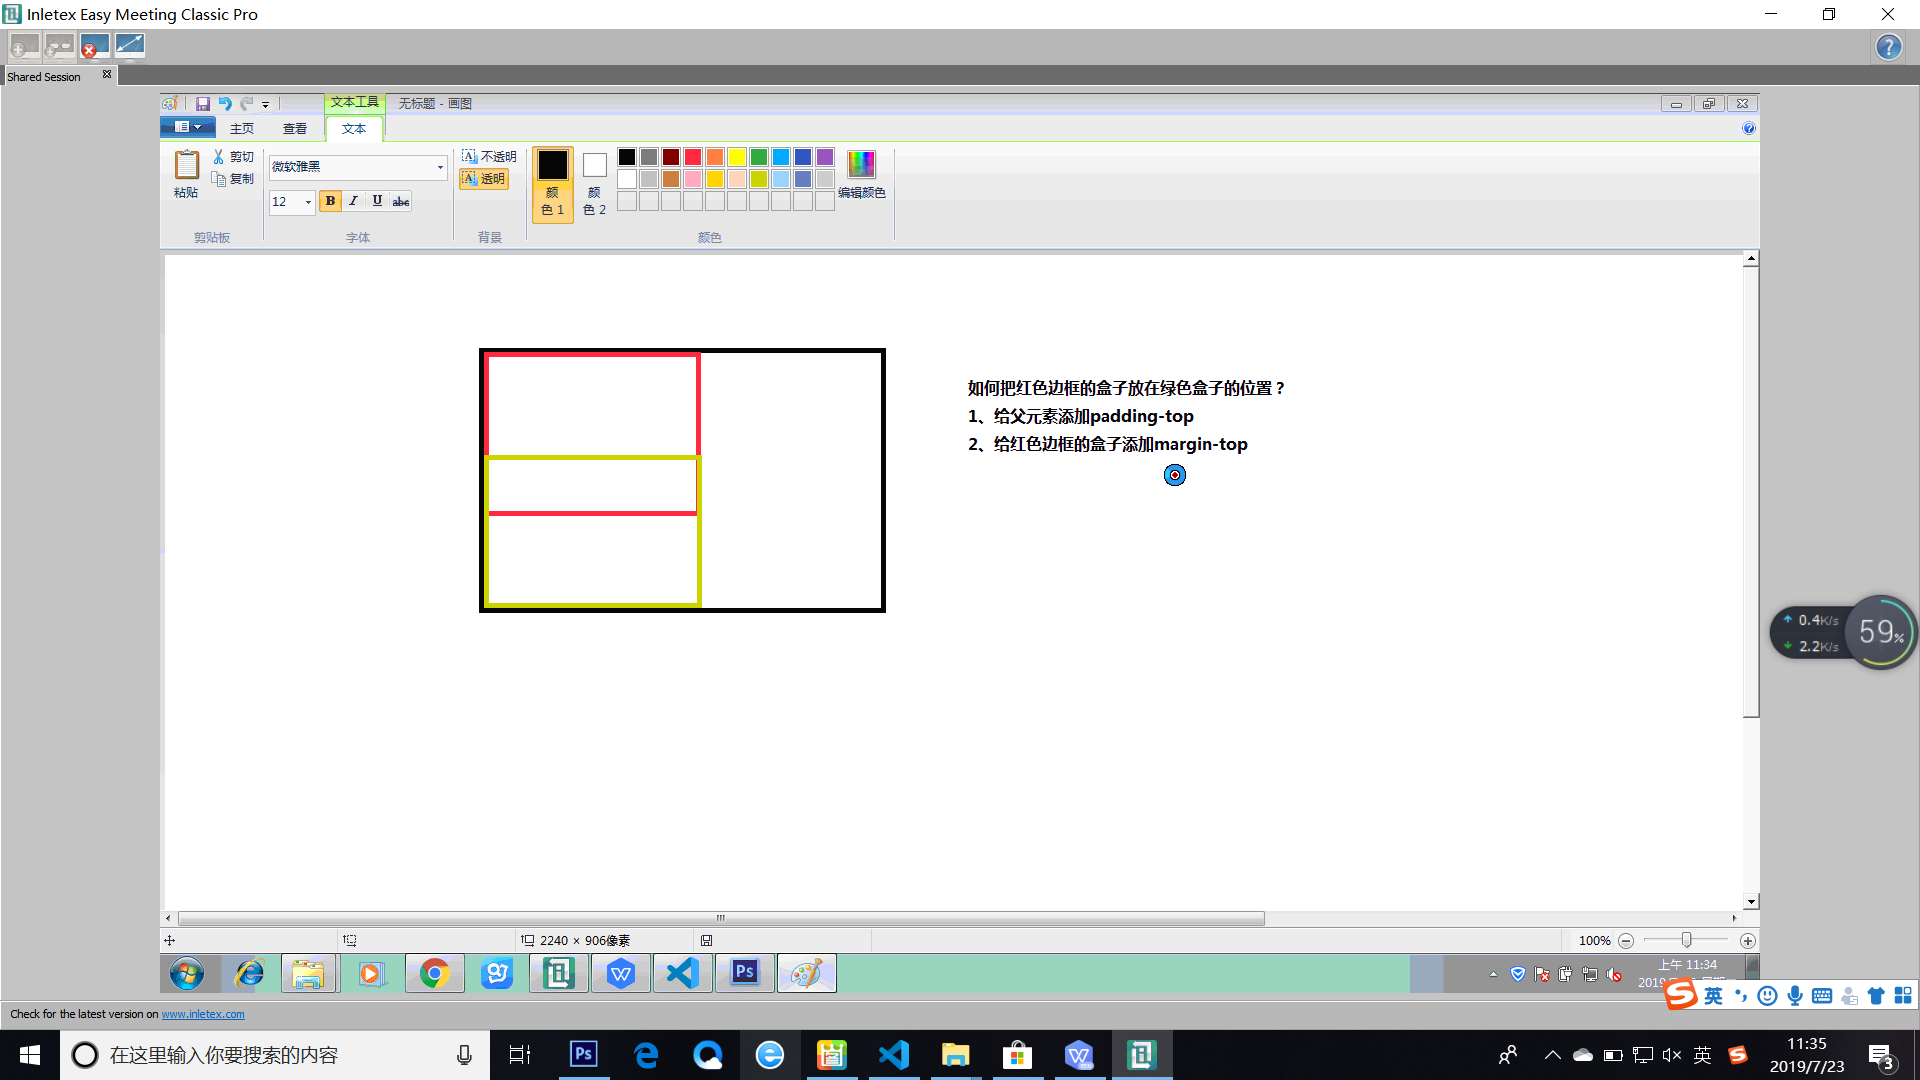 Inletex Easy Meeting Classic Pro
Shared Session
文本工具
无标题 - 画图
主页
查看
文本
粘贴
剪切
复制
微软雅黑
12
B
I
U
abc
不透明
透明
颜色 1
颜色 2
编辑颜色
剪贴板
字体
背景
颜色
如何把红色边框的盒子放在绿色盒子的位置？
1、给父元素添加padding-top
2、给红色边框的盒子添加margin-top
0.4K/s
2.2K/s
59%
2240 × 906像素
100%
上午 11:34
Check for the latest version on www.inletex.com
英
在这里输入你要搜索的内容
英
11:35
2019/7/23
3